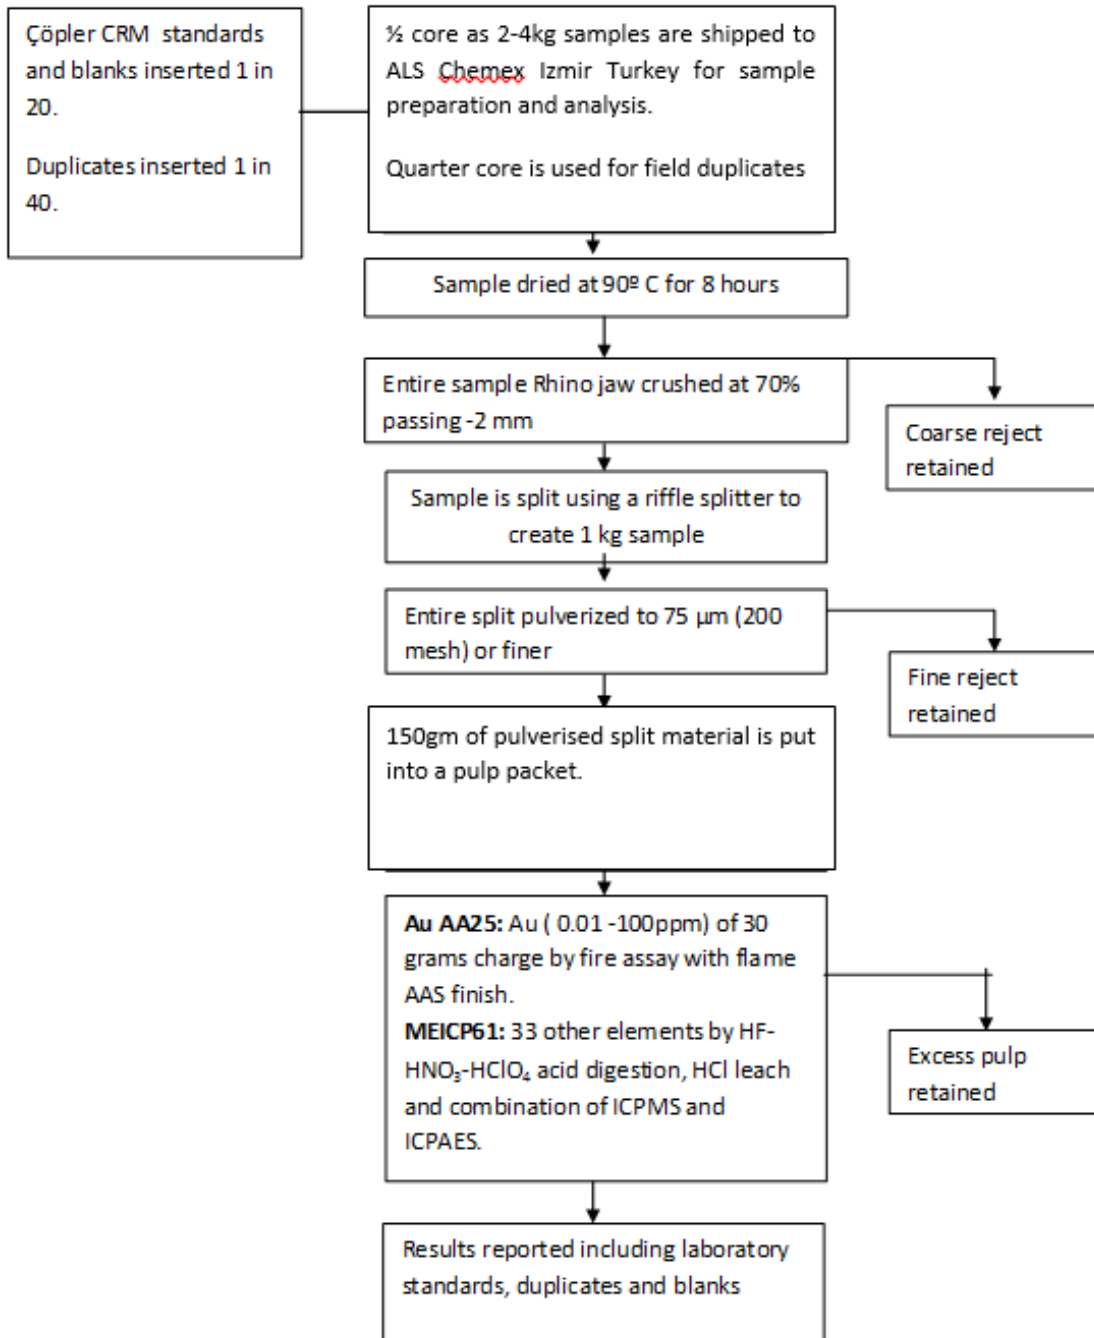 Çöpler CRM  standards
and blanks inserted 1 in
20.
Duplicates inserted 1 in
40.
½ core as 2-4kg samples are shipped to
ALS Chemex Izmir Turkey for sample
preparation and analysis.
Quarter core is used for field duplicates
Sample dried at 90º C for 8 hours
Entire sample Rhino jaw crushed at 70%
passing -2 mm
Coarse reject
retained
Sample is split using a riffle splitter to
create 1 kg sample
Entire split pulverized to 75 µm (200
mesh) or finer
Fine reject
retained
150gm of pulverised split material is put
into a pulp packet.
Au AA25: Au ( 0.01 -100ppm) of 30
grams charge by fire assay with flame
AAS finish.
MEICP61: 33 other elements by HF-
HNO₃-HClO₄ acid digestion, HCl leach
and combination of ICPMS and
ICPAES.
Excess pulp
retained
Results reported including laboratory
standards, duplicates and blanks